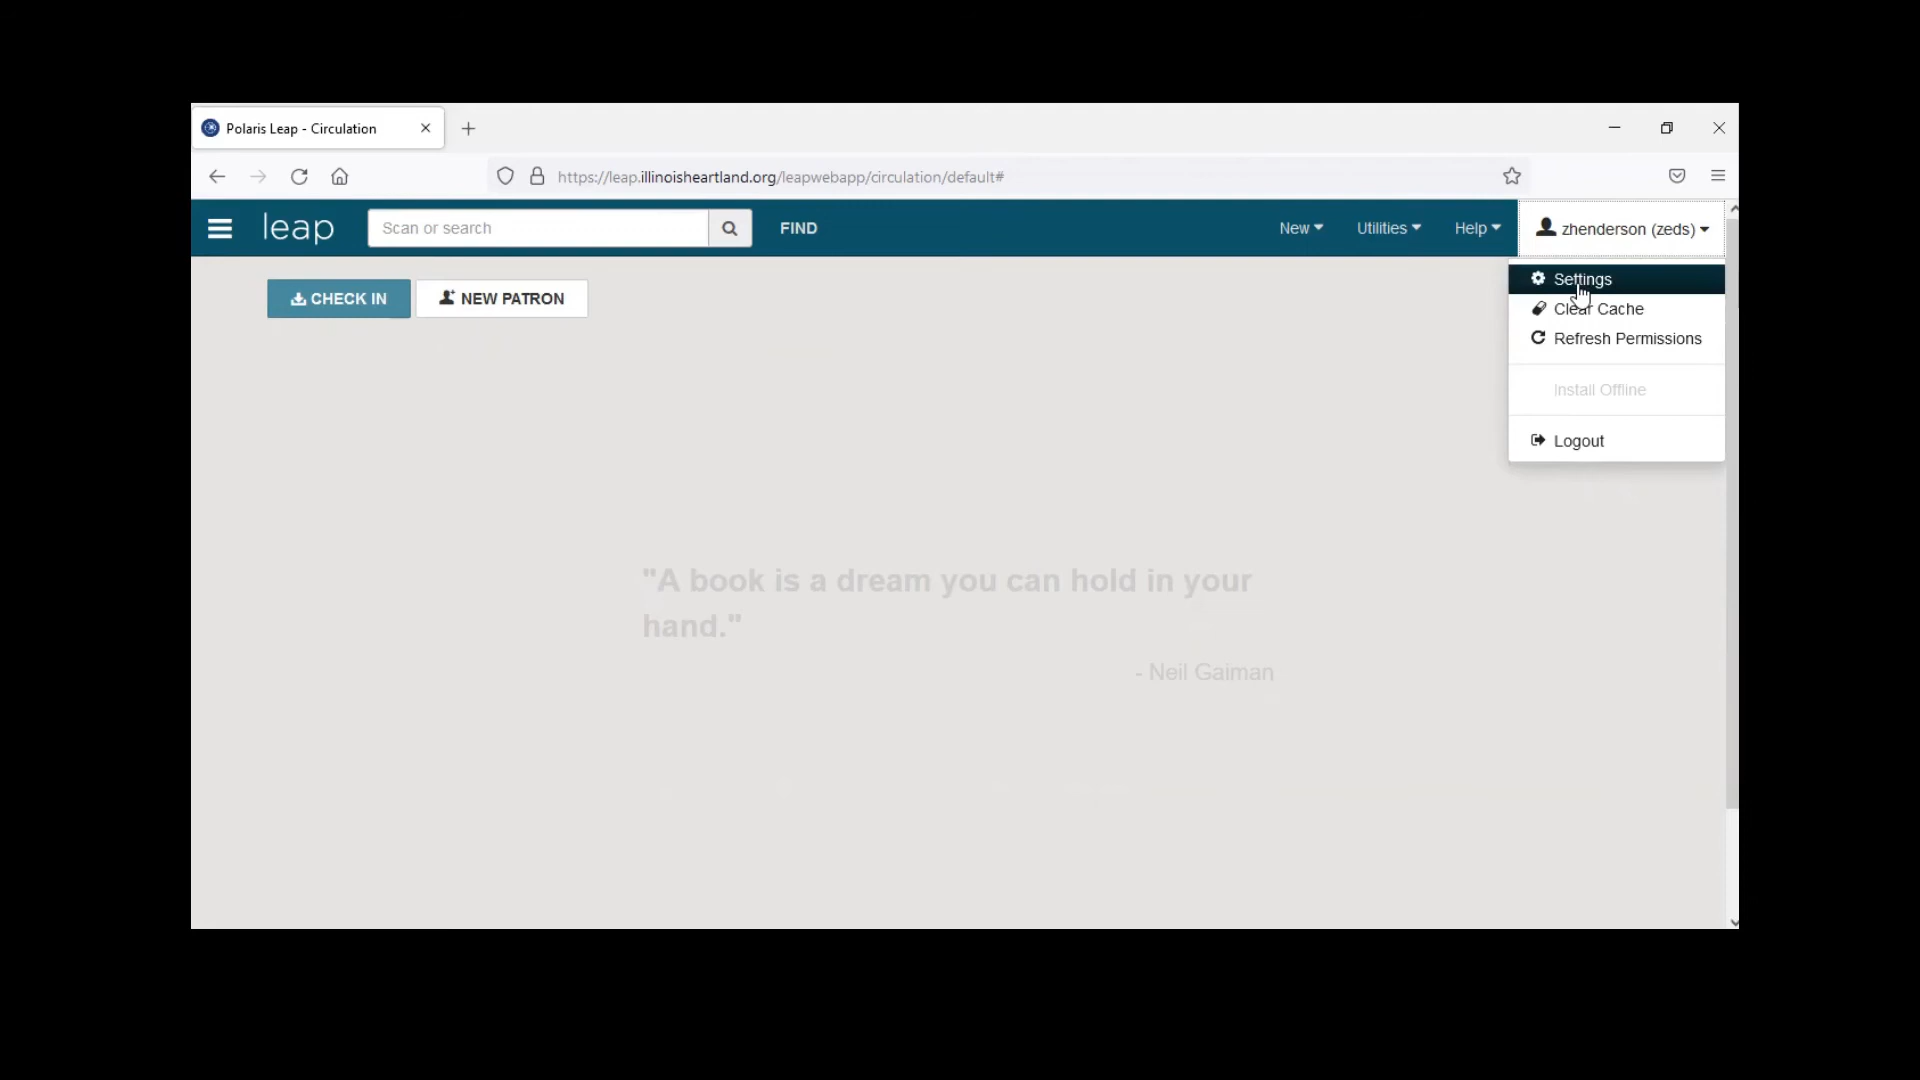 Polaris Leap - Circulation
https://leap.illinoisheartland.org/leapwebapp/circulation/default#
leap
Scan or search
FIND
New
Utilities
Help
zhenderson (zeds)
CHECK IN
NEW PATRON
Settings
Clear Cache
Refresh Permissions
Install Offline
Logout
"A book is a dream you can hold in your
hand."
- Neil Gaiman